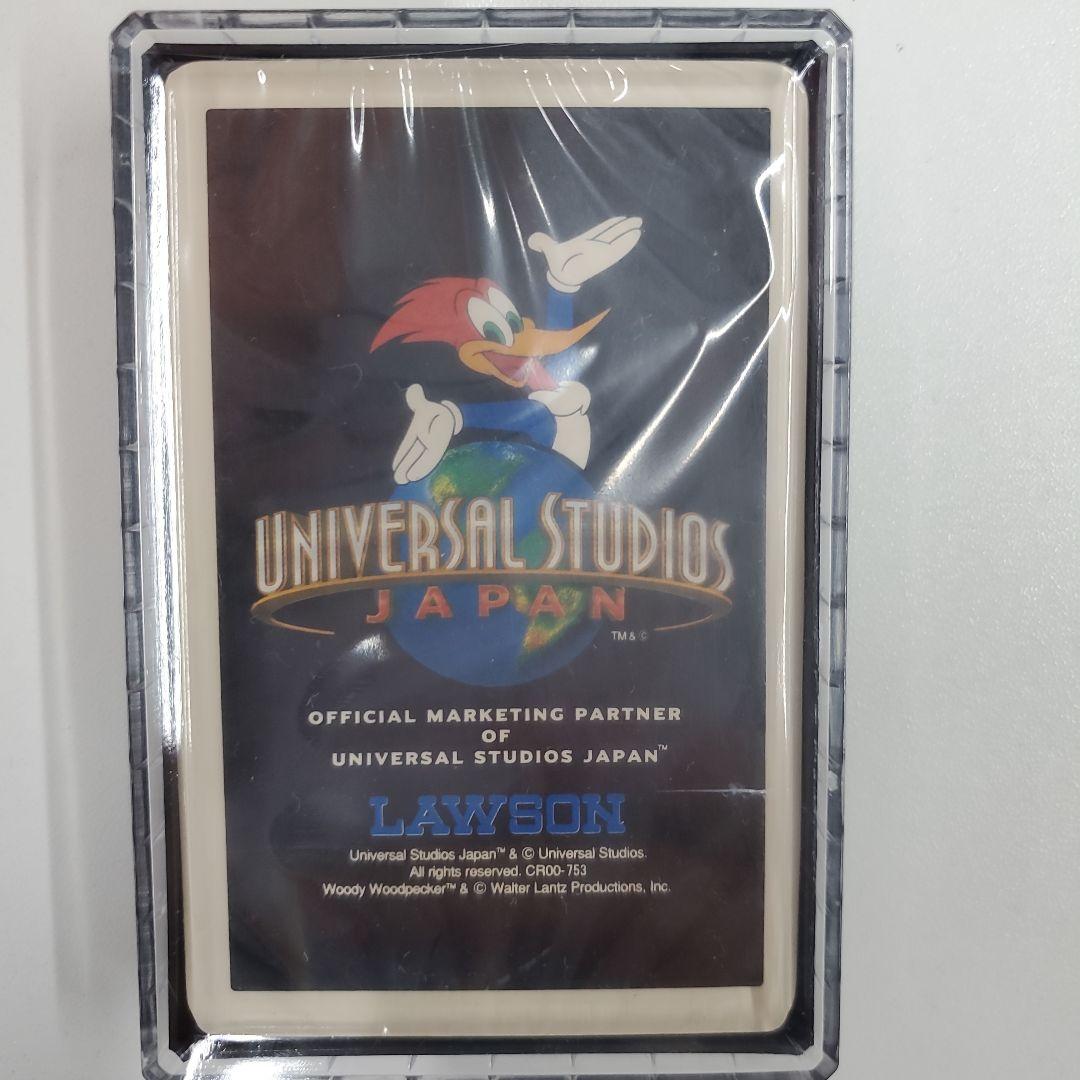 UNIVERSAL STUDIOS
JAPAN
TM & ©
OFFICIAL MARKETING PARTNER
OF
UNIVERSAL STUDIOS JAPAN™
LAWSON
Universal Studios Japan™ & © Universal Studios.
All rights reserved. CR00-753
Woody Woodpecker™ & © Walter Lantz Productions, Inc.